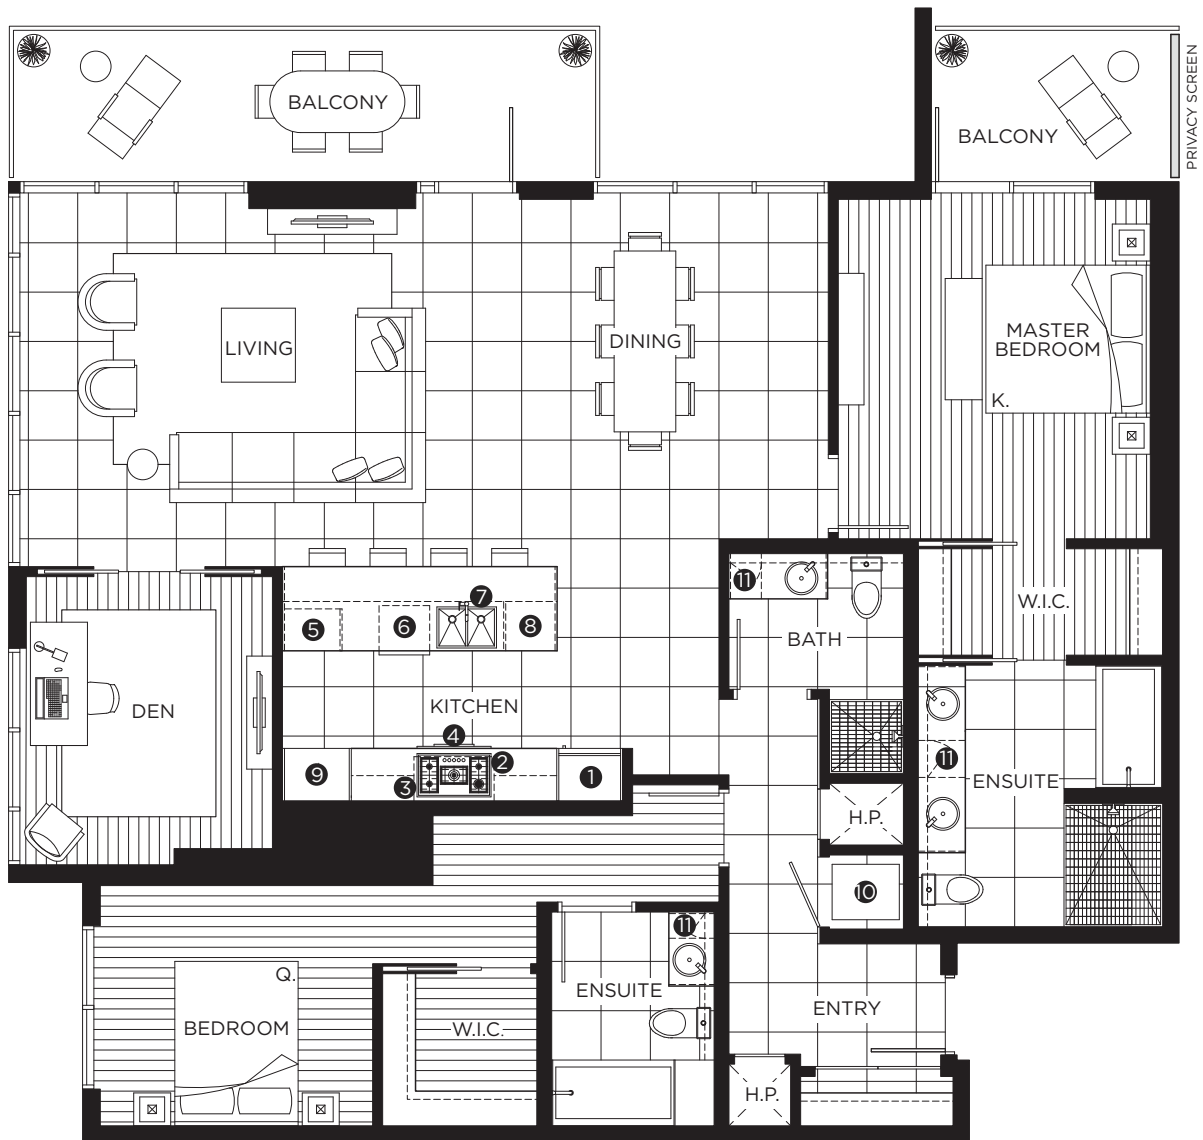 BALCONY
BALCONY
PRIVACY SCREEN
LIVING
DINING
MASTER
BEDROOM
K.
11
7
5
6
8
W.I.C.
BATH
DEN
KITCHEN
4
2
9
3
1
11
ENSUITE
H.P.
10
11
Q.
ENSUITE
ENTRY
BEDROOM
W.I.C.
H.P.